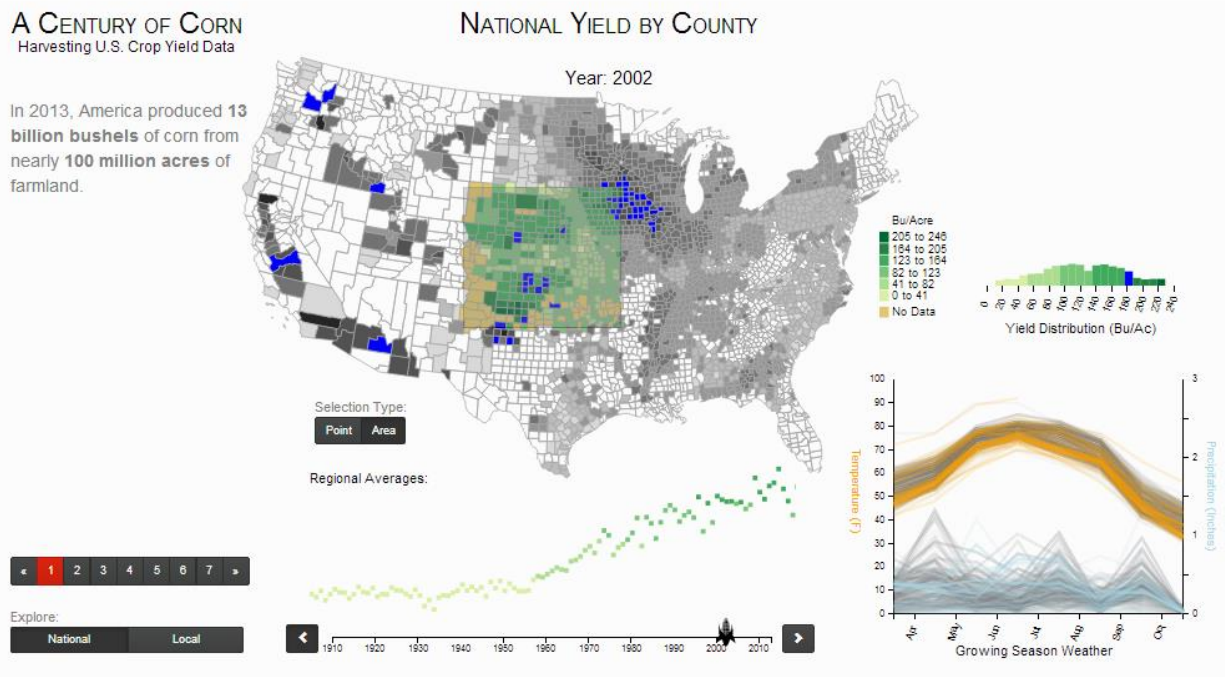 A Century of Corn
Harvesting U.S. Crop Yield Data
National Yield by County
Year: 2002
In 2013, America produced 13
billion bushels of corn from
nearly 100 million acres of
farmland.
Bu/Acre
205 to 246
164 to 205
123 to 164
82 to 123
41 to 82
0 to 41
No Data
0 20 40 60 80 100 120 140 160 180 200 220 240
Yield Distribution (Bu/Ac)
Selection Type:
Point Area
Regional Averages:
« 1 2 3 4 5 6 7 »
Explore:
National Local
1910 1920 1930 1940 1950 1960 1970 1980 1990 2000 2010
Temperature (F)
100
90
80
70
60
50
40
30
20
10
0
3
2
1
0
Precipitation (Inches)
Apr May Jun Jul Aug Sep Oct
Growing Season Weather